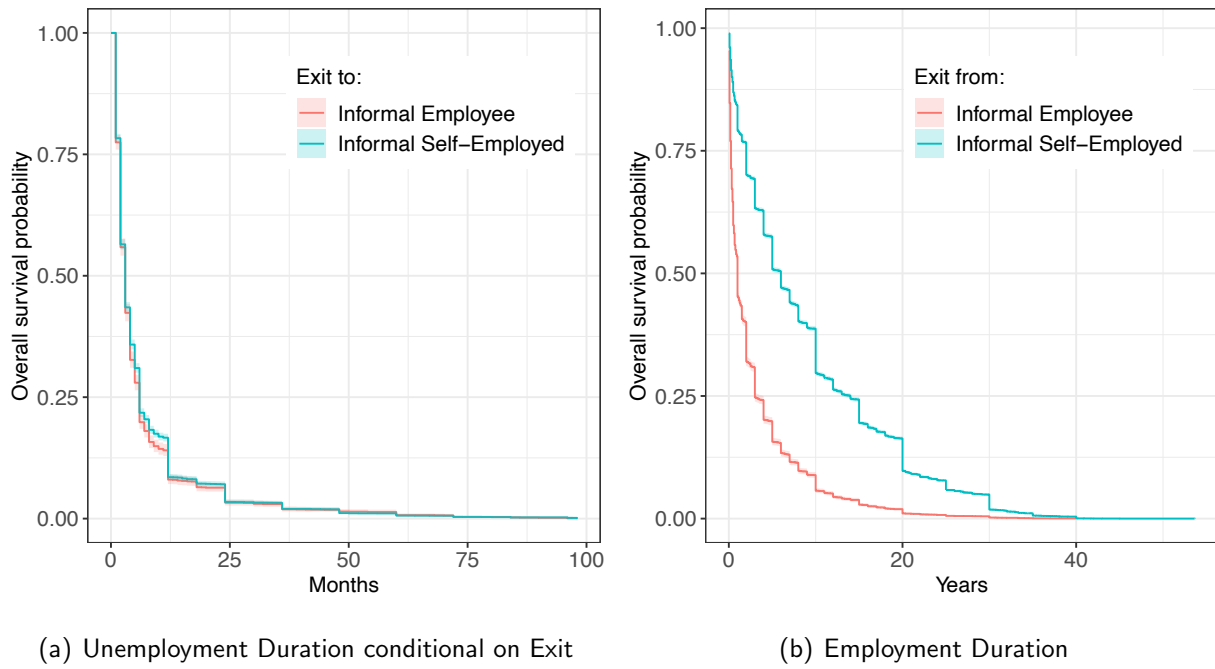 Overall survival probability
1.00
0.75
0.50
0.25
0.00
Exit to:
Informal Employee
Informal Self−Employed
0
25
50
75
100
Months
(a) Unemployment Duration conditional on Exit
Overall survival probability
1.00
0.75
0.50
0.25
0.00
Exit from:
Informal Employee
Informal Self−Employed
0
20
40
Years
(b) Employment Duration